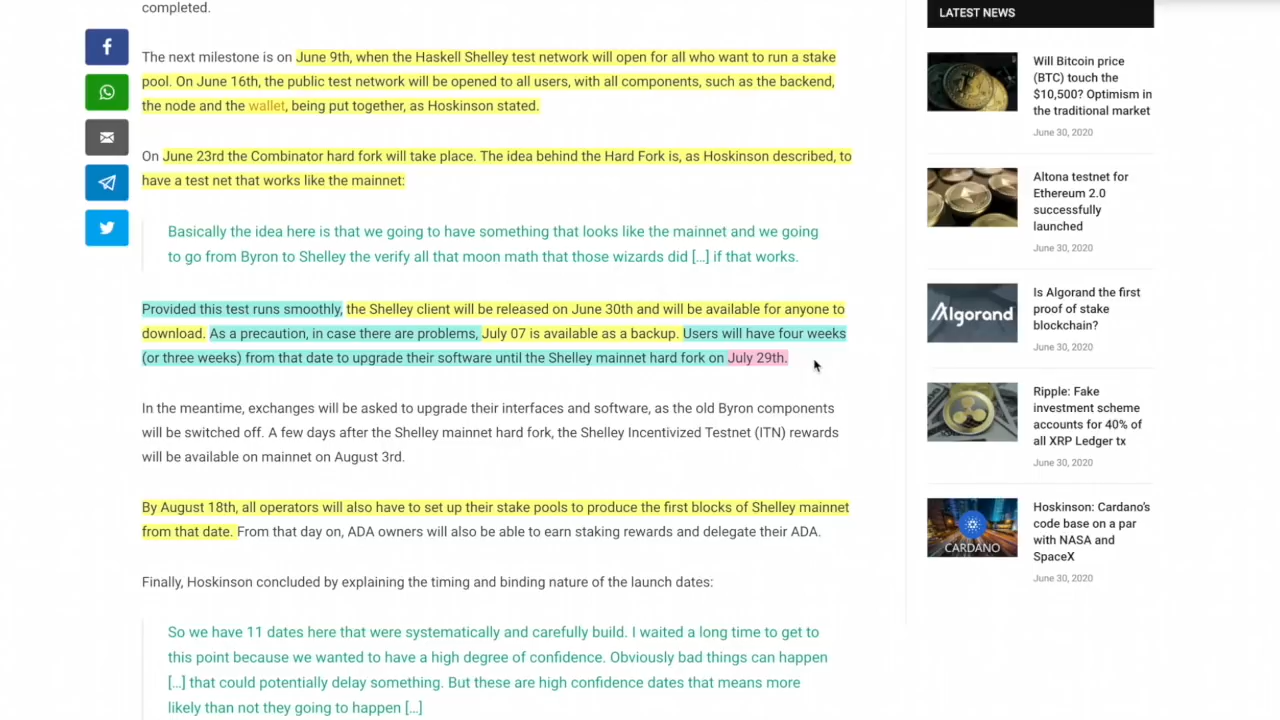 completed.
The next milestone is on June 9th, when the Haskell Shelley test network will open for all who want to run a stake
pool. On June 16th, the public test network will be opened to all users, with all components, such as the backend,
the node and the wallet, being put together, as Hoskinson stated.
On June 23rd the Combinator hard fork will take place. The idea behind the Hard Fork is, as Hoskinson described, to
have a test net that works like the mainnet:
Basically the idea here is that we going to have something that looks like the mainnet and we going
to go from Byron to Shelley the verify all that moon math that those wizards did [...] if that works.
Provided this test runs smoothly, the Shelley client will be released on June 30th and will be available for anyone to
download. As a precaution, in case there are problems, July 07 is available as a backup. Users will have four weeks
(or three weeks) from that date to upgrade their software until the Shelley mainnet hard fork on July 29th.
In the meantime, exchanges will be asked to upgrade their interfaces and software, as the old Byron components
will be switched off. A few days after the Shelley mainnet hard fork, the Shelley Incentivized Testnet (ITN) rewards
will be available on mainnet on August 3rd.
By August 18th, all operators will also have to set up their stake pools to produce the first blocks of Shelley mainnet
from that date. From that day on, ADA owners will also be able to earn staking rewards and delegate their ADA.
Finally, Hoskinson concluded by explaining the timing and binding nature of the launch dates:
So we have 11 dates here that were systematically and carefully build. I waited a long time to get to
this point because we wanted to have a high degree of confidence. Obviously bad things can happen
[...] that could potentially delay something. But these are high confidence dates that means more
likely than not they going to happen [...]
LATEST NEWS
Will Bitcoin price
(BTC) touch the
$10,500? Optimism in
the traditional market
June 30, 2020
Altona testnet for
Ethereum 2.0
successfully
launched
June 30, 2020
Algorand
Is Algorand the first
proof of stake
blockchain?
June 30, 2020
Ripple: Fake
investment scheme
accounts for 40% of
all XRP Ledger tx
June 30, 2020
CARDANO
Hoskinson: Cardano's
code base on a par
with NASA and
SpaceX
June 30, 2020